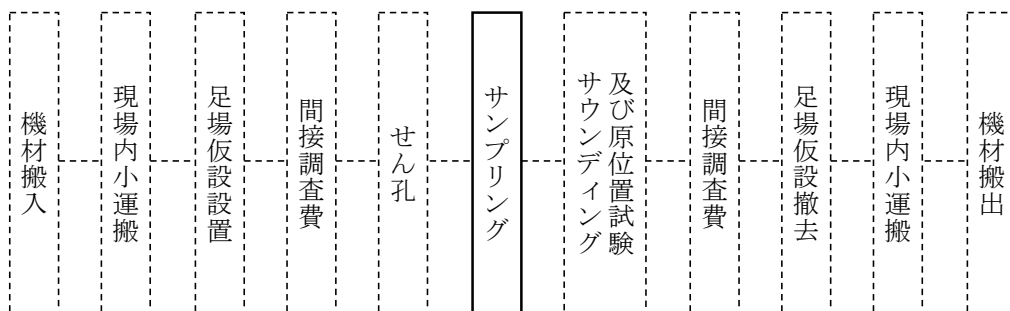 機材搬入
現場内小運搬
足場仮設設置
間接調査費
せん孔
サンプリング
サウンディング
及び原位置試験
間接調査費
足場仮設撤去
現場内小運搬
機材搬出